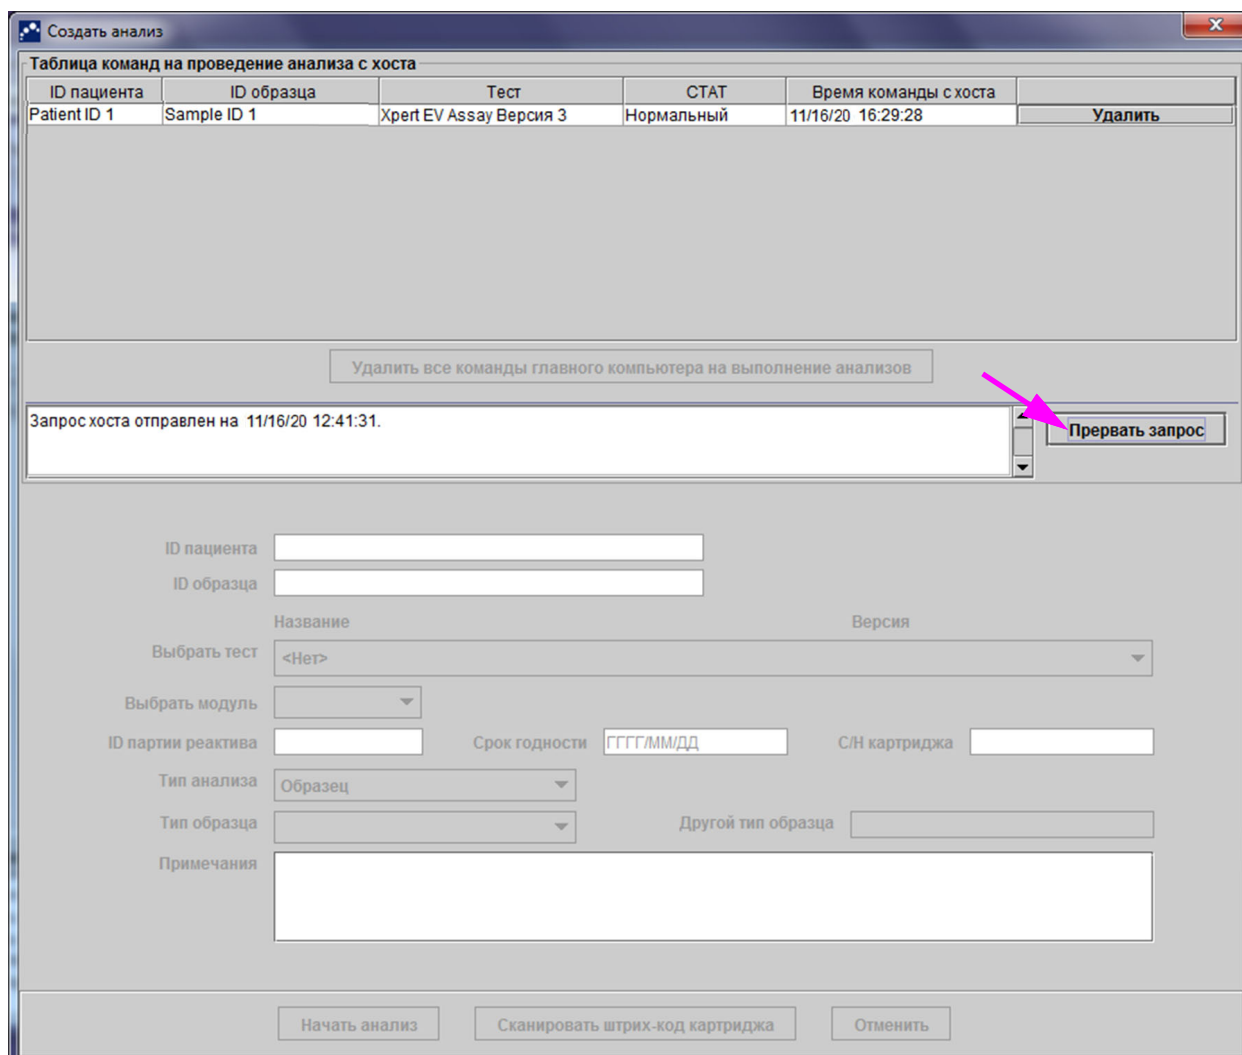 Создать анализ
Таблица команд на проведение анализа с хоста
ID пациента ID образца Тест СТАТ Время команды с хоста
Patient ID 1 Sample ID 1 Xpert EV Assay Версия 3 Нормальный 11/16/20 16:29:28 Удалить
Удалить все команды главного компьютера на выполнение анализов
Запрос хоста отправлен на 11/16/20 12:41:31.
Прервать запрос
ID пациента
ID образца
Название Версия
Выбрать тест <Нет>
Выбрать модуль
ID партии реактива Срок годности ГГГГ/ММ/ДД С/Н картриджа
Тип анализа Образец
Тип образца Другой тип образца
Примечания
Начать анализ Сканировать штрих-код картриджа Отменить